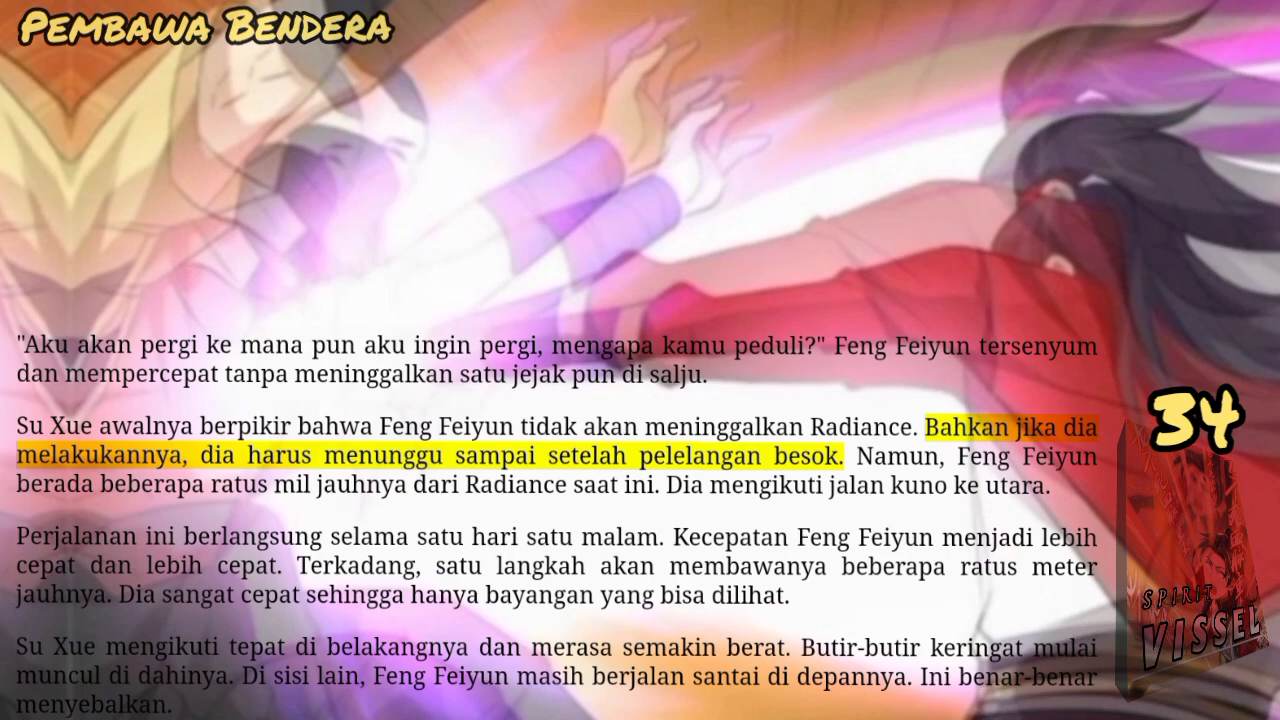 PEMBAWA BENDERA
"Aku akan pergi ke mana pun aku ingin pergi, mengapa kamu peduli?" Feng Feiyun tersenyum
dan mempercepat tanpa meninggalkan satu jejak pun di salju.
Su Xue awalnya berpikir bahwa Feng Feiyun tidak akan meninggalkan Radiance. Bahkan jika dia
melakukannya, dia harus menunggu sampai setelah pelelangan besok. Namun, Feng Feiyun
berada beberapa ratus mil jauhnya dari Radiance saat ini. Dia mengikuti jalan kuno ke utara.
Perjalanan ini berlangsung selama satu hari satu malam. Kecepatan Feng Feiyun menjadi lebih
cepat dan lebih cepat. Terkadang, satu langkah akan membawanya beberapa ratus meter
jauhnya. Dia sangat cepat sehingga hanya bayangan yang bisa dilihat.
Su Xue mengikuti tepat di belakangnya dan merasa semakin berat. Butir-butir keringat mulai
muncul di dahinya. Di sisi lain, Feng Feiyun masih berjalan santai di depannya. Ini benar-benar
menyebalkan.
34
SPIRIT
VISSEL